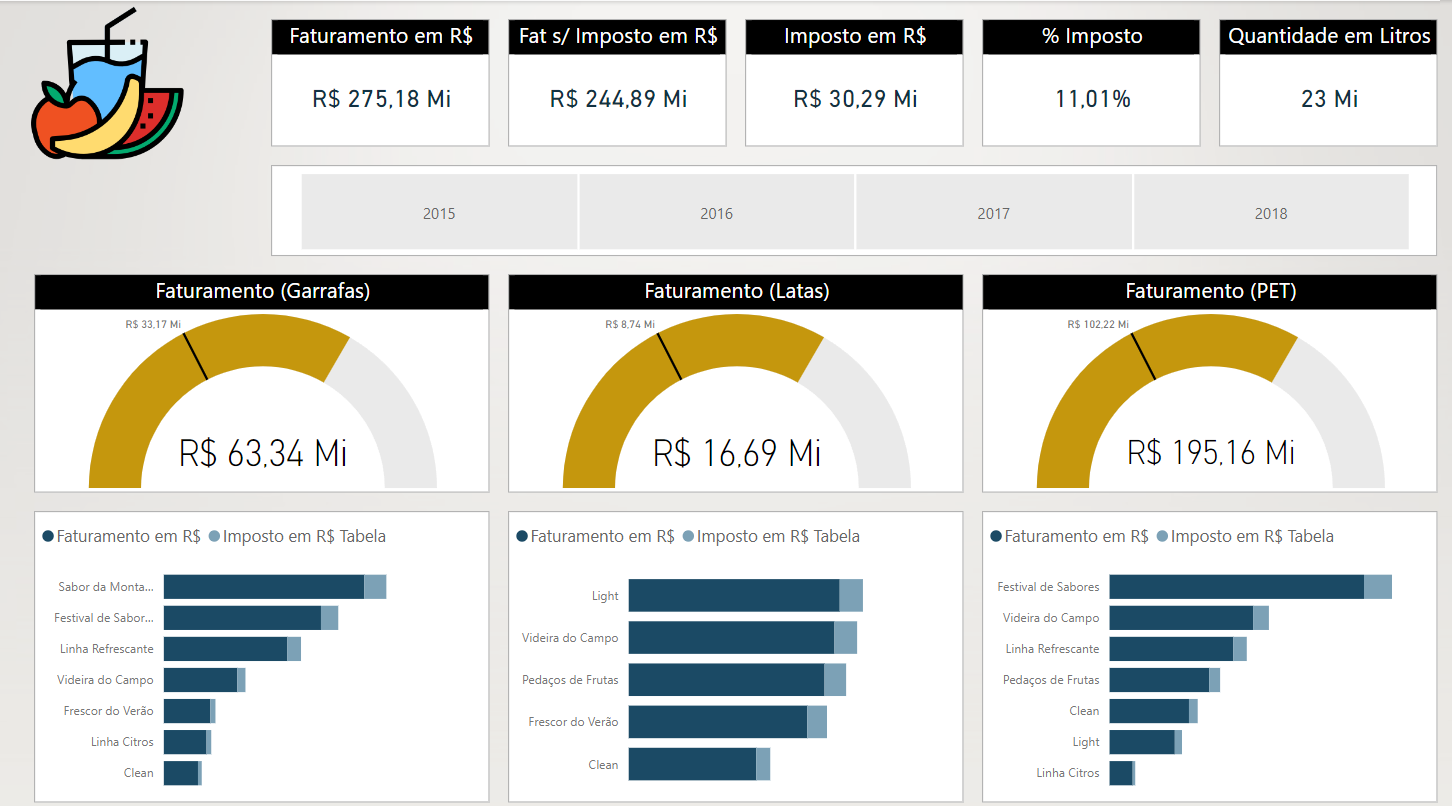 Faturamento em R$
R$ 275,18 Mi
Fat s/ Imposto em R$
R$ 244,89 Mi
Imposto em R$
R$ 30,29 Mi
% Imposto
11,01%
Quantidade em Litros
23 Mi
2015
2016
2017
2018
Faturamento (Garrafas)
R$ 33,17 Mi
R$ 63,34 Mi
Faturamento (Latas)
R$ 8,74 Mi
R$ 16,69 Mi
Faturamento (PET)
R$ 102,22 Mi
R$ 195,16 Mi
Faturamento em R$ Imposto em R$ Tabela
Sabor da Monta...
Festival de Sabor...
Linha Refrescante
Videira do Campo
Frescor do Verão
Linha Citros
Clean
Faturamento em R$ Imposto em R$ Tabela
Light
Videira do Campo
Pedaços de Frutas
Frescor do Verão
Clean
Faturamento em R$ Imposto em R$ Tabela
Festival de Sabores
Videira do Campo
Linha Refrescante
Pedaços de Frutas
Clean
Light
Linha Citros